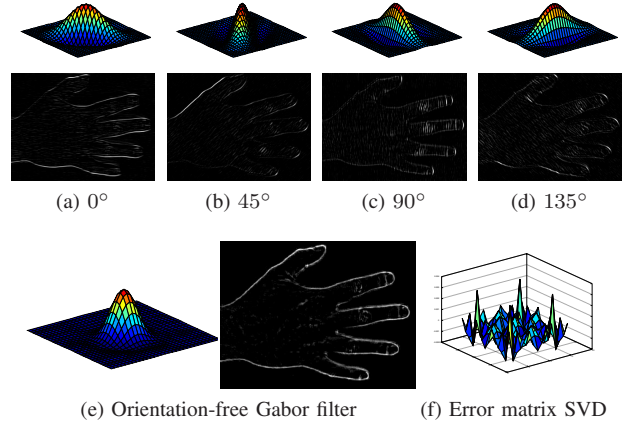 (a) 0° (b) 45° (c) 90° (d) 135°
(e) Orientation-free Gabor filter (f) Error matrix SVD